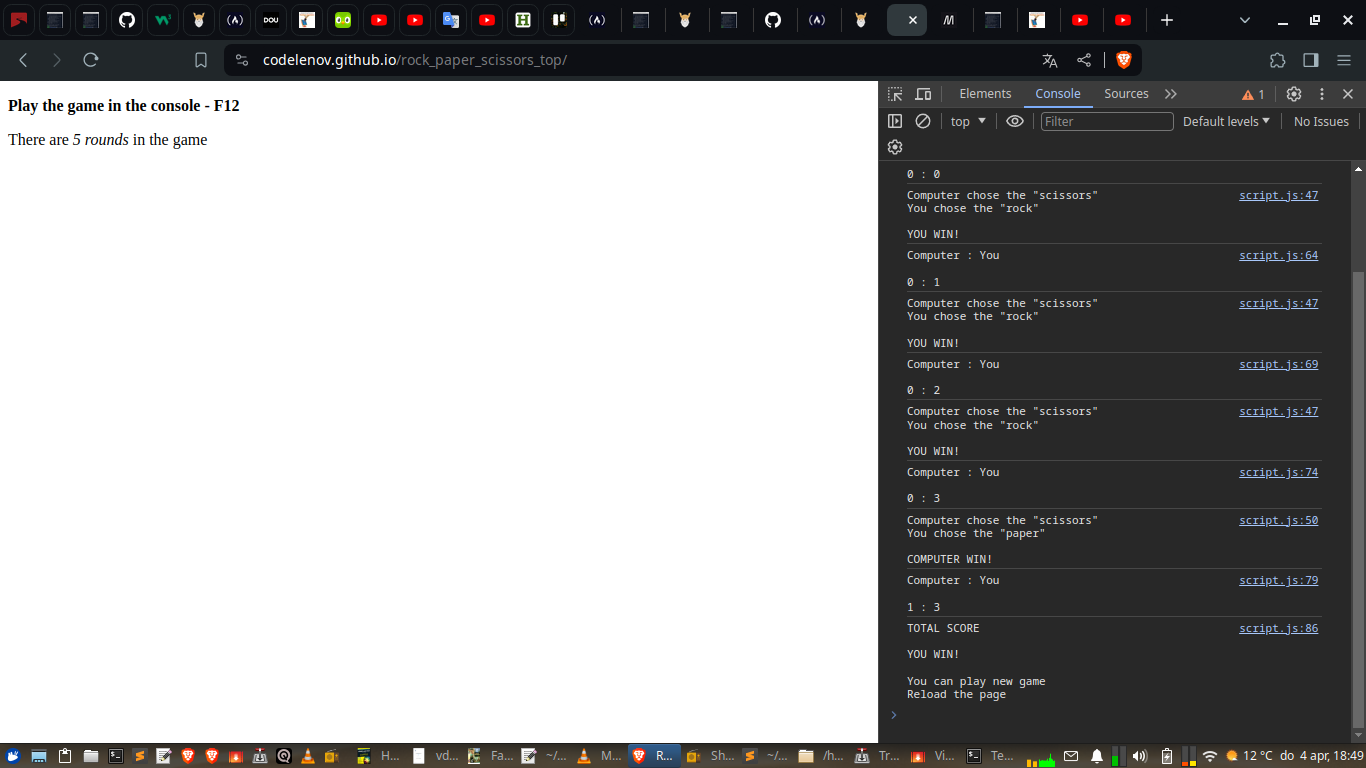 DOU
codelenov.github.io/rock_paper_scissors_top/
Play the game in the console - F12
There are 5 rounds in the game
Elements
Console
Sources
1
top
Filter
Default levels
No Issues
0 : 0
Computer chose the "scissors" script.js:47
You chose the "rock"
YOU WIN!
Computer : You script.js:64
0 : 1
Computer chose the "scissors" script.js:47
You chose the "rock"
YOU WIN!
Computer : You script.js:69
0 : 2
Computer chose the "scissors" script.js:47
You chose the "rock"
YOU WIN!
Computer : You script.js:74
0 : 3
Computer chose the "scissors" script.js:50
You chose the "paper"
COMPUTER WIN!
Computer : You script.js:79
1 : 3
TOTAL SCORE script.js:86
YOU WIN!
You can play new game
Reload the page
H... vd... Fa... ~/... M... R... Sh... ~/... /h... Tr... Vi... Te... 12 °C do 4 apr, 18:49